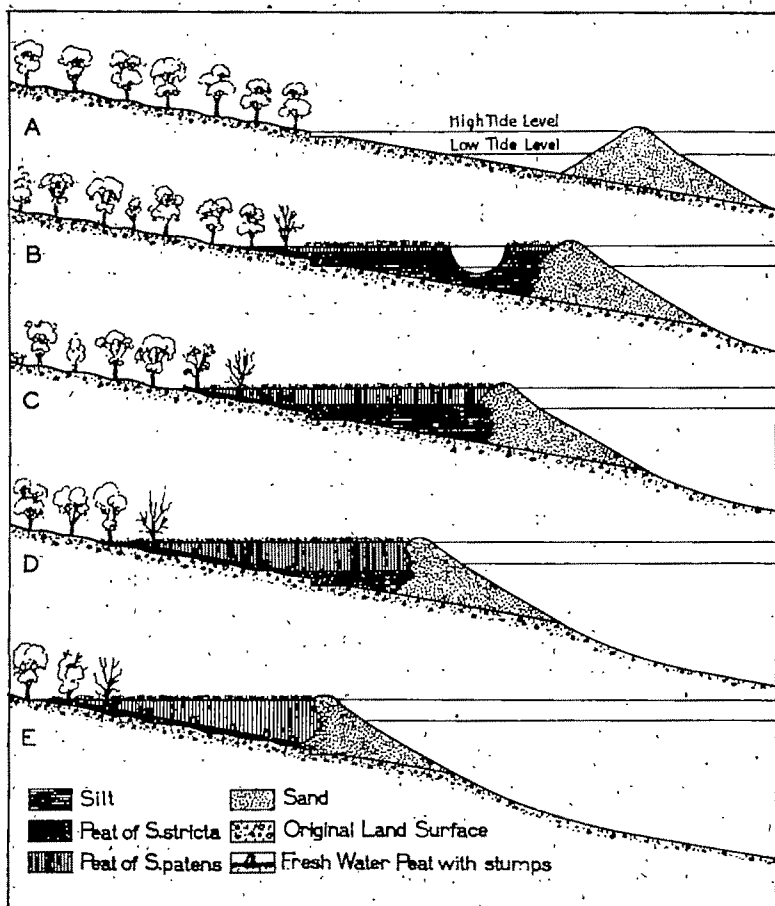 A
High Tide Level
Low Tide Level
B
C
D
E
Silt
Sand
Peat of S.stricta
Original Land Surface
Peat of S.patens
Fresh Water Peat with stumps